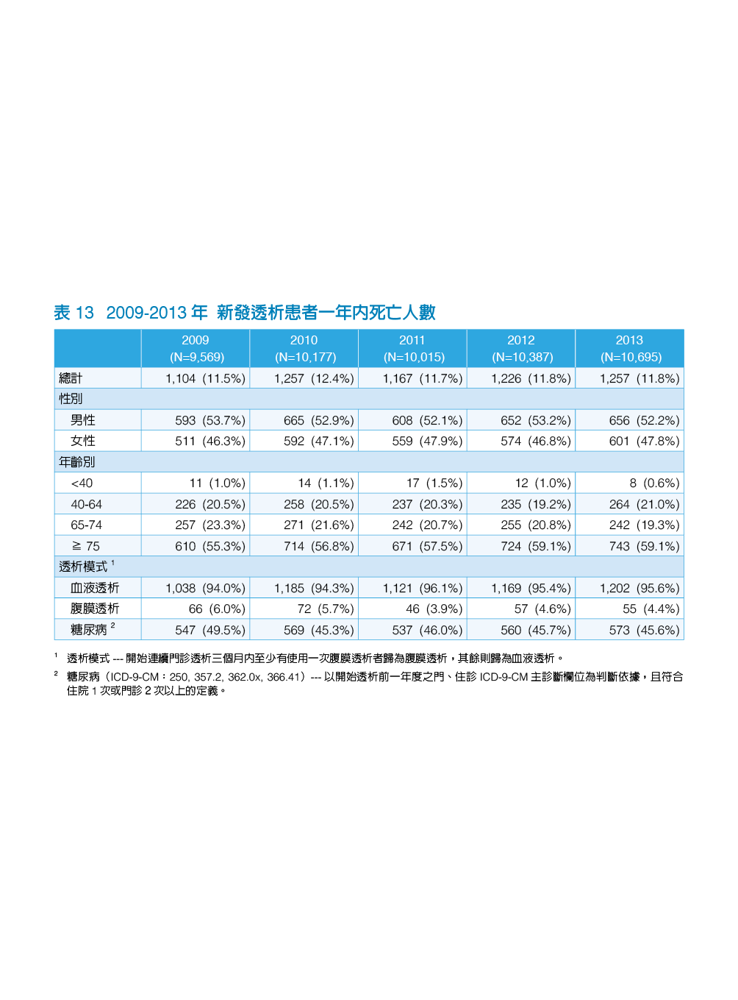 表 13 2009-2013 年 新發透析患者一年內死亡人數
2009 2010 2011 2012 2013
(N=9,569) (N=10,177) (N=10,015) (N=10,387) (N=10,695)
總計 1,104 (11.5%) 1,257 (12.4%) 1,167 (11.7%) 1,226 (11.8%) 1,257 (11.8%)
性別
男性 593 (53.7%) 665 (52.9%) 608 (52.1%) 652 (53.2%) 656 (52.2%)
女性 511 (46.3%) 592 (47.1%) 559 (47.9%) 574 (46.8%) 601 (47.8%)
年齡別
<40 11 (1.0%) 14 (1.1%) 17 (1.5%) 12 (1.0%) 8 (0.6%)
40-64 226 (20.5%) 258 (20.5%) 237 (20.3%) 235 (19.2%) 264 (21.0%)
65-74 257 (23.3%) 271 (21.6%) 242 (20.7%) 255 (20.8%) 242 (19.3%)
≧ 75 610 (55.3%) 714 (56.8%) 671 (57.5%) 724 (59.1%) 743 (59.1%)
透析模式 1
血液透析 1,038 (94.0%) 1,185 (94.3%) 1,121 (96.1%) 1,169 (95.4%) 1,202 (95.6%)
腹膜透析 66 (6.0%) 72 (5.7%) 46 (3.9%) 57 (4.6%) 55 (4.4%)
糖尿病 2 547 (49.5%) 569 (45.3%) 537 (46.0%) 560 (45.7%) 573 (45.6%)
1 透析模式 --- 開始連續門診透析三個月內至少有使用一次腹膜透析者歸為腹膜透析，其餘則歸為血液透析。
2 糖尿病（ICD-9-CM：250, 357.2, 362.0x, 366.41）--- 以開始透析前一年度之門、住診 ICD-9-CM 主診斷欄位為判斷依據，且符合
住院 1 次或門診 2 次以上的定義。